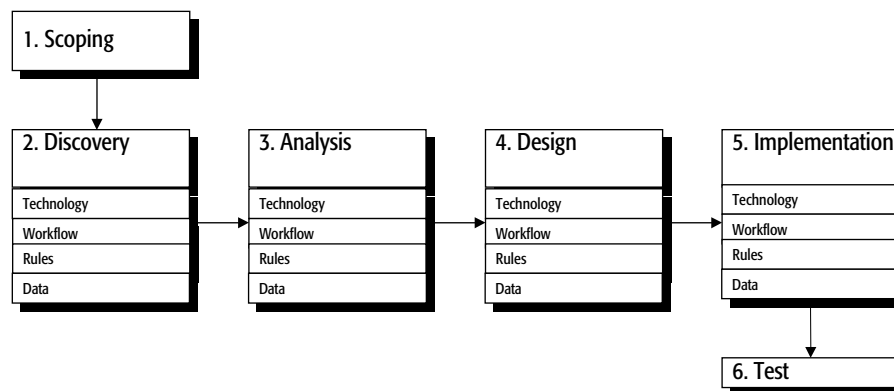 1. Scoping
2. Discovery
Technology
Workflow
Rules
Data
3. Analysis
Technology
Workflow
Rules
Data
4. Design
Technology
Workflow
Rules
Data
5. Implementation
Technology
Workflow
Rules
Data
6. Test